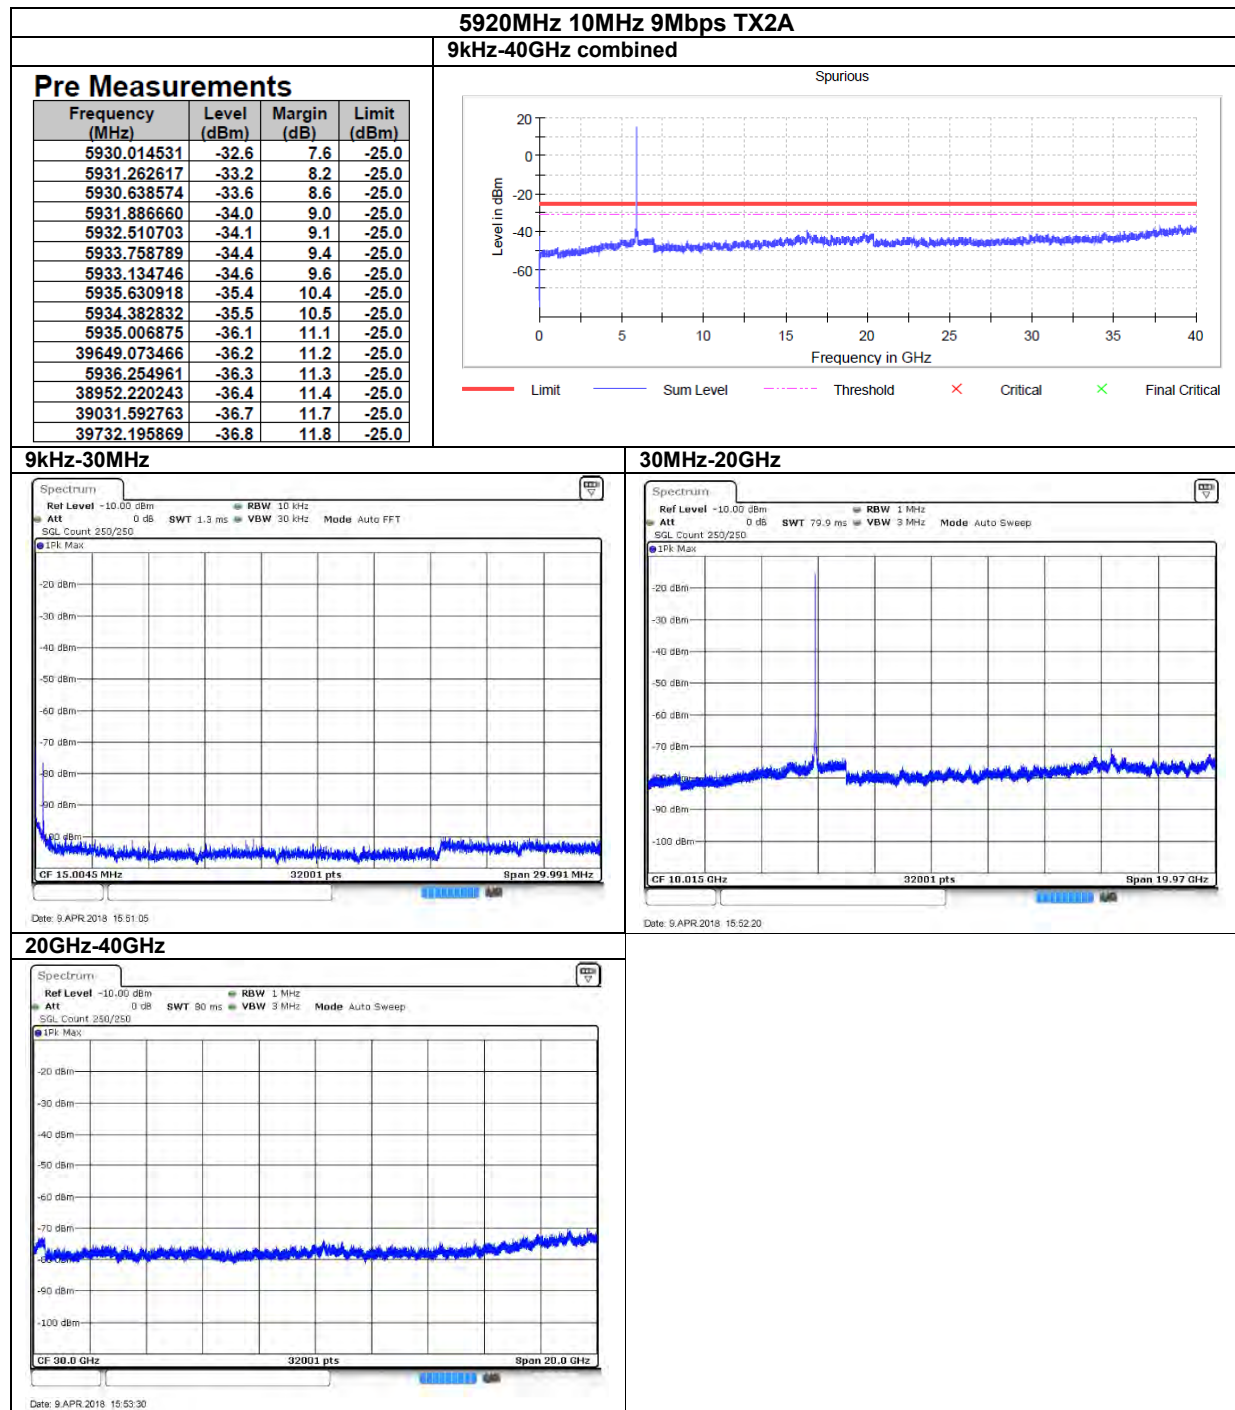 5920MHz 10MHz 9Mbps TX2A
9kHz-40GHz combined
Pre Measurements
Frequency (MHz) Level (dBm) Margin (dB) Limit (dBm)
5930.014531 -32.6 7.6 -25.0
5931.262617 -33.2 8.2 -25.0
5930.638574 -33.6 8.6 -25.0
5931.886660 -34.0 9.0 -25.0
5932.510703 -34.1 9.1 -25.0
5933.758789 -34.4 9.4 -25.0
5933.134746 -34.6 9.6 -25.0
5935.630918 -35.4 10.4 -25.0
5934.382832 -35.5 10.5 -25.0
5935.006875 -36.1 11.1 -25.0
39649.073466 -36.2 11.2 -25.0
5936.254961 -36.3 11.3 -25.0
38952.220243 -36.4 11.4 -25.0
39031.592763 -36.7 11.7 -25.0
39732.195869 -36.8 11.8 -25.0
Spurious
Level in dBm
20
0
-20
-40
-60
0 5 10 15 20 25 30 35 40
Frequency in GHz
Limit Sum Level Threshold Critical Final Critical
9kHz-30MHz
Spectrum
Ref Level -10.00 dBm RBW 10 kHz
Att 0 dB SWT 1.3 ms VBW 30 kHz Mode Auto FFT
SGL Count 250/250
1Pk Max
-20 dBm
-30 dBm
-40 dBm
-50 dBm
-60 dBm
-70 dBm
-80 dBm
-90 dBm
CF 15.0045 MHz 32001 pts Span 29.991 MHz
Date: 9.APR.2018 15:51:05
30MHz-20GHz
Spectrum
Ref Level -10.00 dBm RBW 1 MHz
Att 0 dB SWT 79.9 ms VBW 3 MHz Mode Auto Sweep
SGL Count 250/250
1Pk Max
-20 dBm
-30 dBm
-40 dBm
-50 dBm
-60 dBm
-70 dBm
-90 dBm
-100 dBm
CF 10.015 GHz 32001 pts Span 19.97 GHz
Date: 9.APR.2018 15:52:20
20GHz-40GHz
Spectrum
Ref Level -10.00 dBm RBW 1 MHz
Att 0 dB SWT 80 ms VBW 3 MHz Mode Auto Sweep
SGL Count 250/250
1Pk Max
-20 dBm
-30 dBm
-40 dBm
-50 dBm
-60 dBm
-70 dBm
-90 dBm
-100 dBm
CF 30.0 GHz 32001 pts Span 20.0 GHz
Date: 9.APR.2018 15:53:30